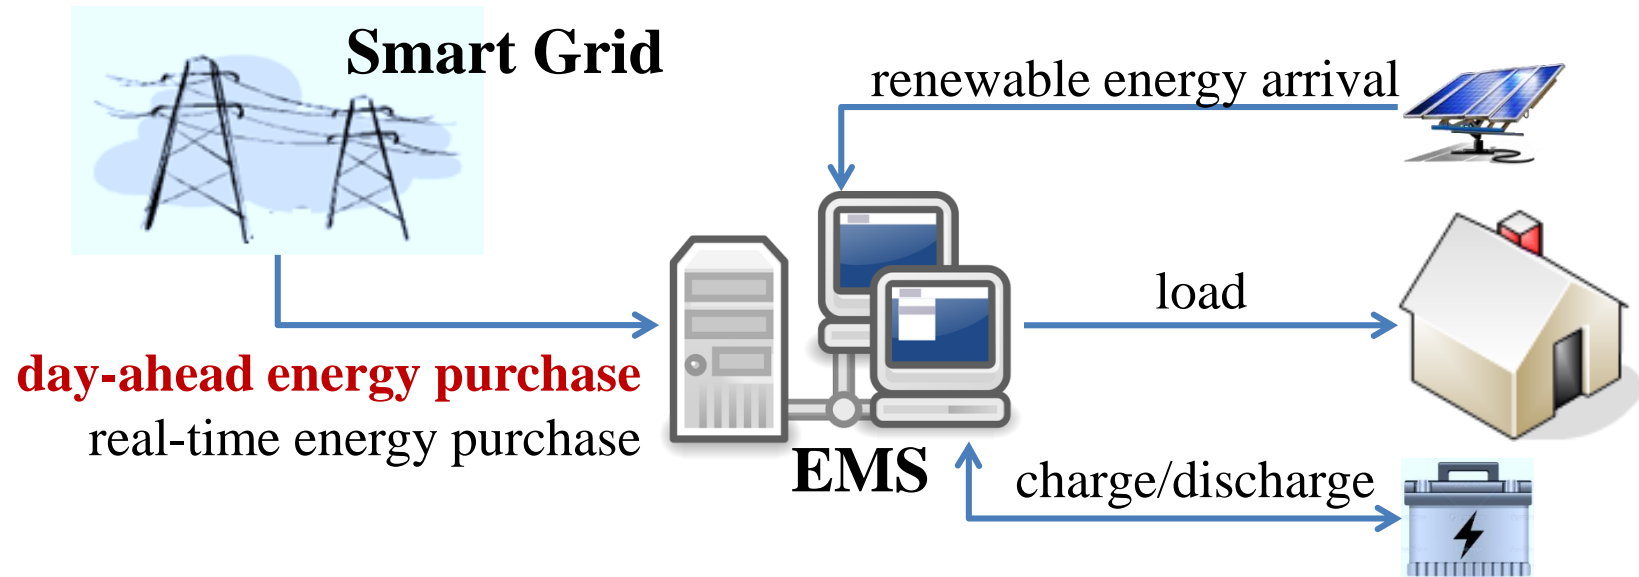 Smart Grid
renewable energy arrival
load
day-ahead energy purchase
real-time energy purchase
EMS
charge/discharge